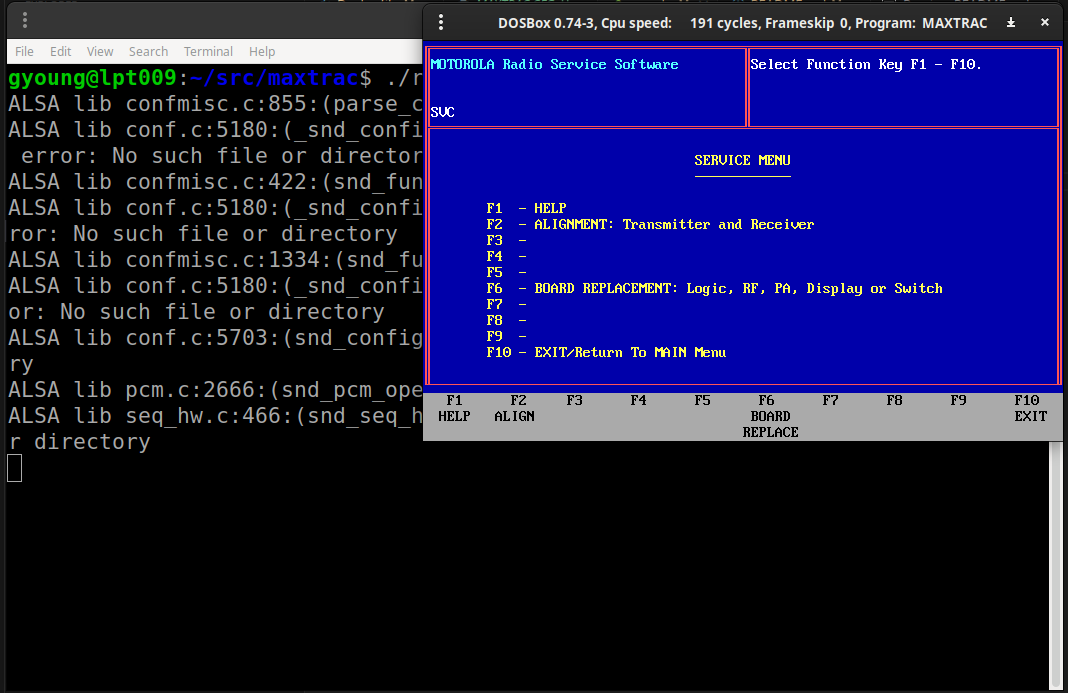 File Edit View Search Terminal Help
gyoung@lpt009:~/src/maxtrac$ ./r
ALSA lib confmisc.c:855:(parse_c
ALSA lib conf.c:5180:(_snd_confi
error: No such file or director
ALSA lib confmisc.c:422:(snd_fun
ALSA lib conf.c:5180:(_snd_confi
ror: No such file or directory
ALSA lib confmisc.c:1334:(snd_fu
ALSA lib conf.c:5180:(_snd_confi
or: No such file or directory
ALSA lib conf.c:5703:(snd_config
ry
ALSA lib pcm.c:2666:(snd_pcm_ope
ALSA lib seq_hw.c:466:(snd_seq_h
r directory
DOSBox 0.74-3, Cpu speed: 191 cycles, Frameskip 0, Program: MAXTRAC
MOTOROLA Radio Service Software
SVC
Select Function Key F1 - F10.
SERVICE MENU
F1 - HELP
F2 - ALIGNMENT: Transmitter and Receiver
F3 -
F4 -
F5 -
F6 - BOARD REPLACEMENT: Logic, RF, PA, Display or Switch
F7 -
F8 -
F9 -
F10 - EXIT/Return To MAIN Menu
F1 F2 F3 F4 F5 F6 F7 F8 F9 F10
HELP ALIGN BOARD EXIT
REPLACE